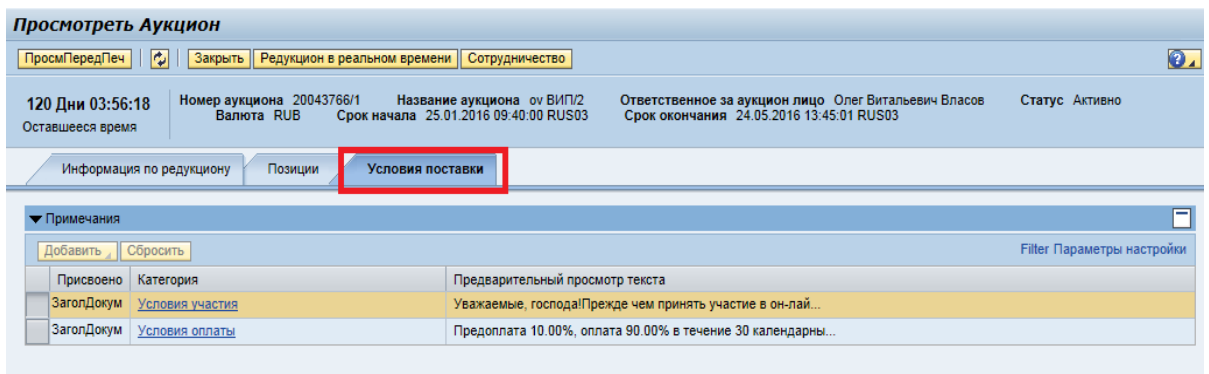 Просмотреть Аукцион
ПросмПередПеч Закрыть Редукцион в реальном времени Сотрудничество
120 Дни 03:56:18 Номер аукциона 20043766/1 Название аукциона ov ВИП/2 Ответственное за аукцион лицо Олег Витальевич Власов Статус Активно
Оставшееся время Валюта RUB Срок начала 25.01.2016 09:40:00 RUS03 Срок окончания 24.05.2016 13:45:01 RUS03
Информация по редукциону Позиции Условия поставки
Примечания
Добавить Сбросить Filter Параметры настройки
Присвоено Категория Предварительный просмотр текста
ЗаголДокум Условия участия Уважаемые, господа!Прежде чем принять участие в он-лай...
ЗаголДокум Условия оплаты Предоплата 10.00%, оплата 90.00% в течение 30 календарны...